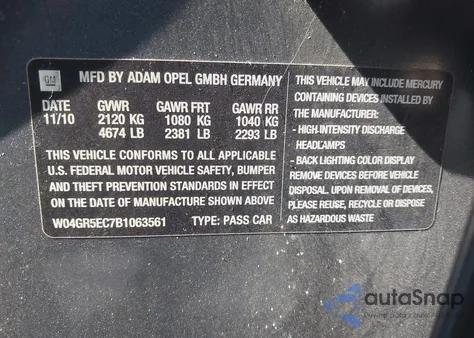 GM
MFD BY ADAM OPEL GMBH GERMANY
DATE GVWR GAWR FRT GAWR RR
11/10 2120 KG 1080 KG 1040 KG
4674 LB 2381 LB 2293 LB
THIS VEHICLE CONFORMS TO ALL APPLICABLE
U.S. FEDERAL MOTOR VEHICLE SAFETY, BUMPER
AND THEFT PREVENTION STANDARDS IN EFFECT
ON THE DATE OF MANUFACTURE SHOWN ABOVE
W04GR5EC7B1063561 TYPE: PASS CAR
THIS VEHICLE MAY INCLUDE MERCURY
CONTAINING DEVICES INSTALLED BY
THE MANUFACTURER:
- HIGH INTENSITY DISCHARGE
HEADLAMPS
- BACK LIGHTING COLOR DISPLAY
REMOVE DEVICES BEFORE VEHICLE
DISPOSAL. UPON REMOVAL OF DEVICES,
PLEASE REUSE, RECYCLE OR DISPOSE
AS HAZARDOUS WASTE
autoSnap